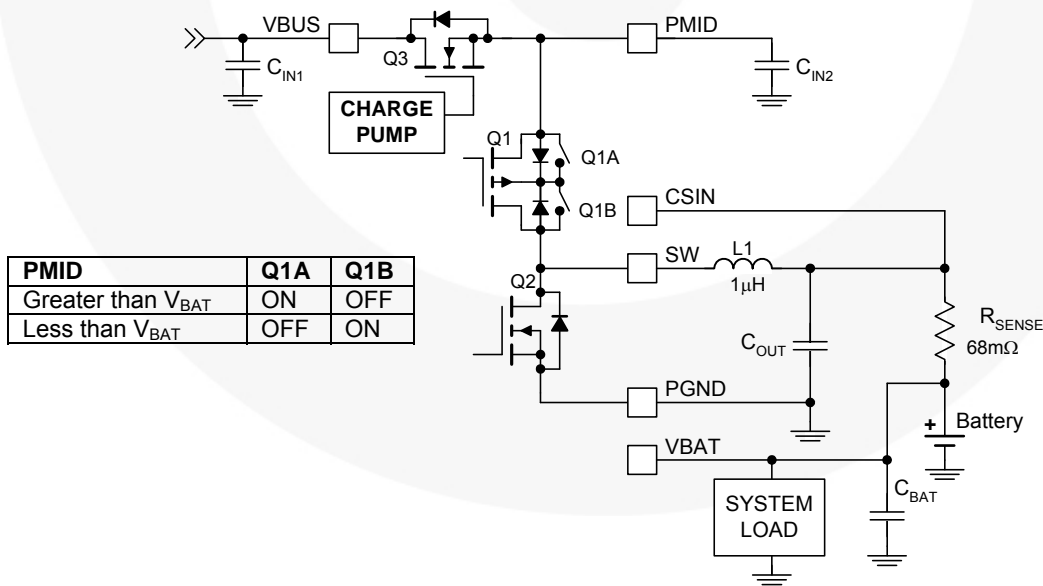 VBUS
PMID
Q3
C_IN1
C_IN2
CHARGE
PUMP
Q1
Q1A
Q1B
CSIN
SW
L1
1μH
PMID Q1A Q1B
Greater than V_BAT ON OFF
Less than V_BAT OFF ON
Q2
R_SENSE
68mΩ
C_OUT
PGND
+ Battery
VBAT
C_BAT
SYSTEM
LOAD